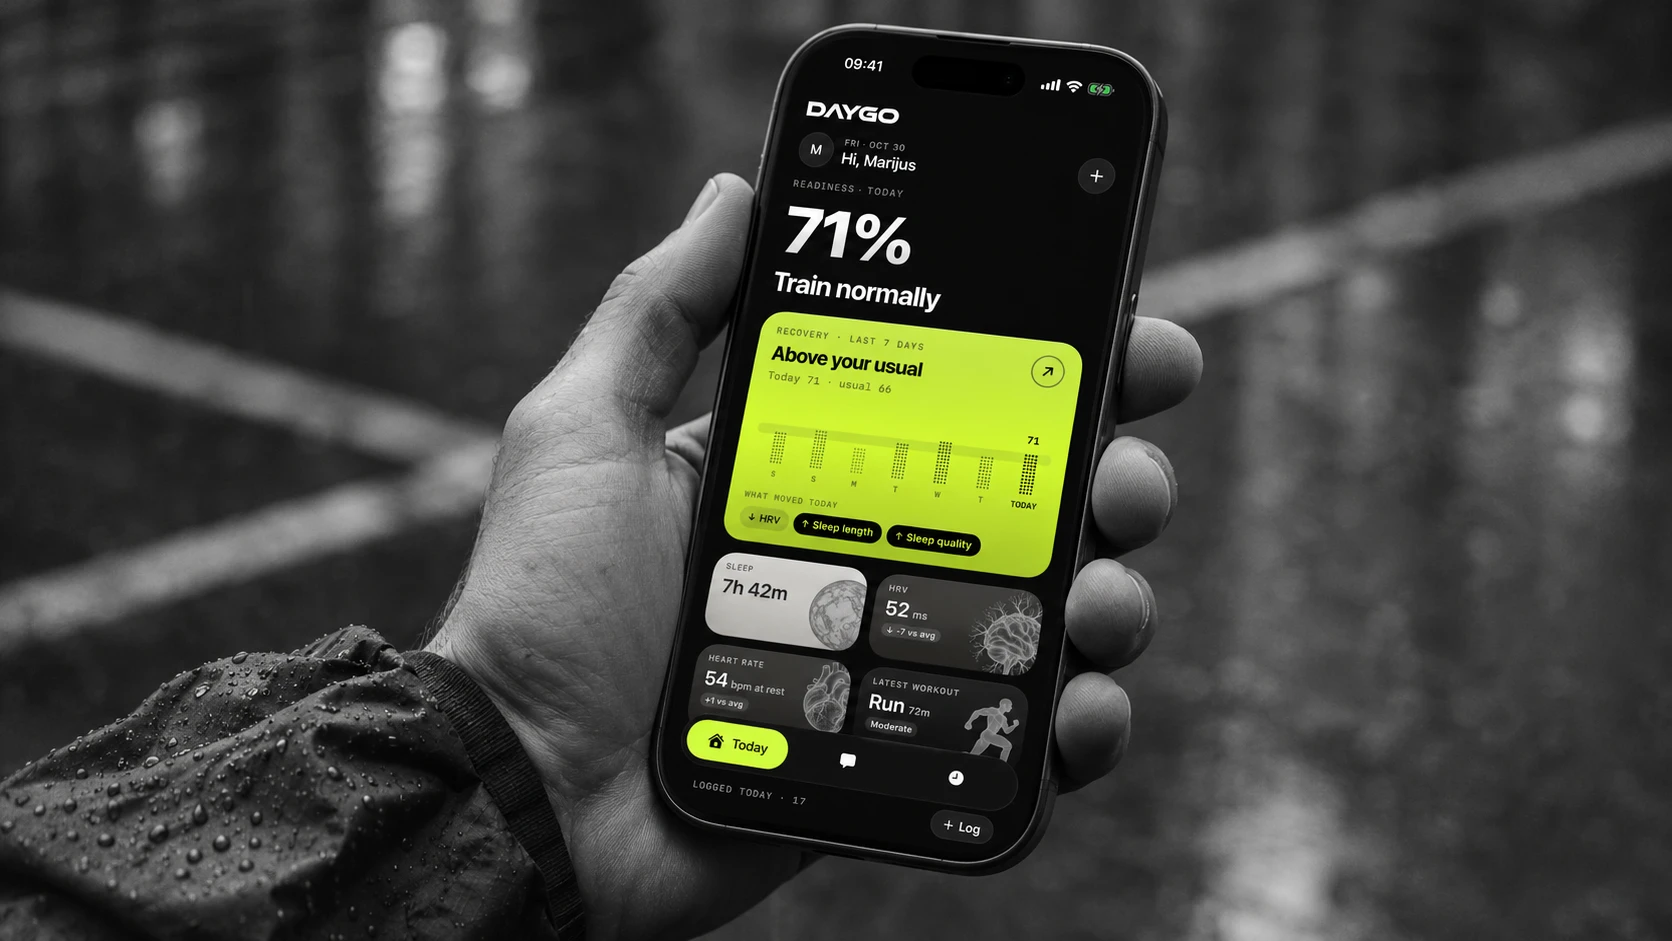 09:41
DAYGO
M
FRI · OCT 30
Hi, Marijus
+
READINESS · TODAY
71%
Train normally
RECOVERY · LAST 7 DAYS
Above your usual
Today 71 · usual 66
71
S S M T W T TODAY
WHAT MOVED TODAY
↓ HRV ↑ Sleep length ↑ Sleep quality
SLEEP
7h 42m
HRV
52 ms
↓ -7 vs avg
HEART RATE
54 bpm at rest
+1 vs avg
LATEST WORKOUT
Run 72m
Moderate
Today
LOGGED TODAY · 17
+ Log